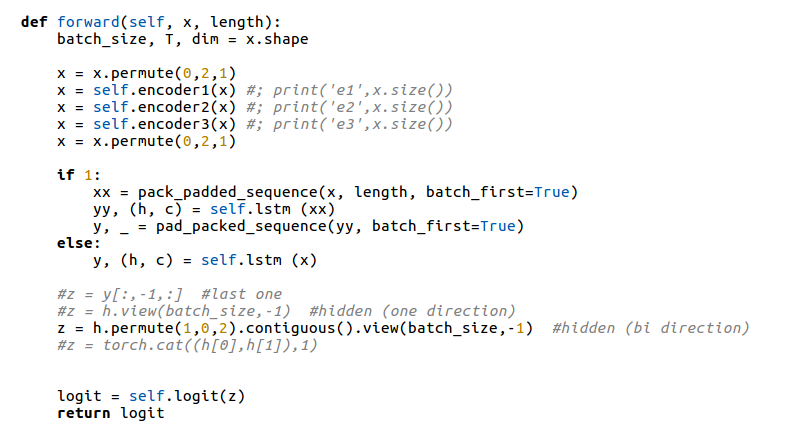 def forward(self, x, length):
    batch_size, T, dim = x.shape

    x = x.permute(0,2,1)
    x = self.encoder1(x) #; print('e1',x.size())
    x = self.encoder2(x) #; print('e2',x.size())
    x = self.encoder3(x) #; print('e3',x.size())
    x = x.permute(0,2,1)

    if 1:
        xx = pack_padded_sequence(x, length, batch_first=True)
        yy, (h, c) = self.lstm (xx)
        y, _ = pad_packed_sequence(yy, batch_first=True)
    else:
        y, (h, c) = self.lstm (x)

    #z = y[:,-1,:]  #last one
    #z = h.view(batch_size,-1)  #hidden (one direction)
    z = h.permute(1,0,2).contiguous().view(batch_size,-1)  #hidden (bi direction)
    #z = torch.cat((h[0],h[1]),1)


    logit = self.logit(z)
    return logit